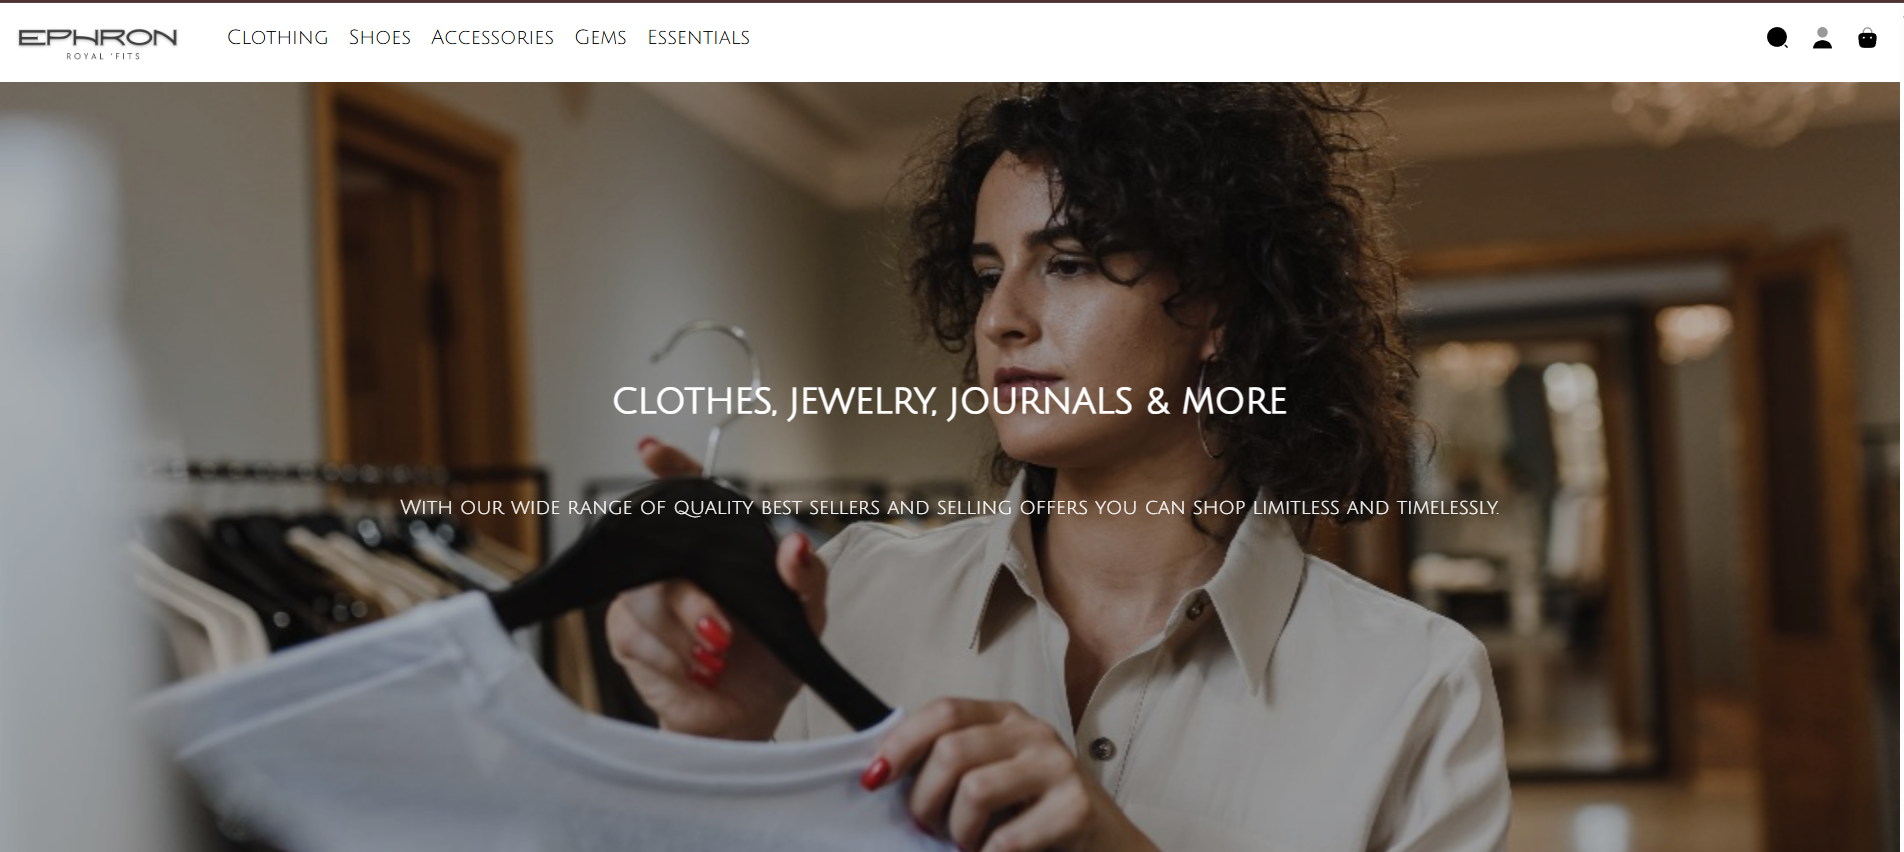 EPHRON
ROYAL 'FITS
Clothing Shoes Accessories Gems Essentials
CLOTHES, JEWELRY, JOURNALS & MORE
With our wide range of quality best sellers and selling offers you can shop limitless and timelessly.